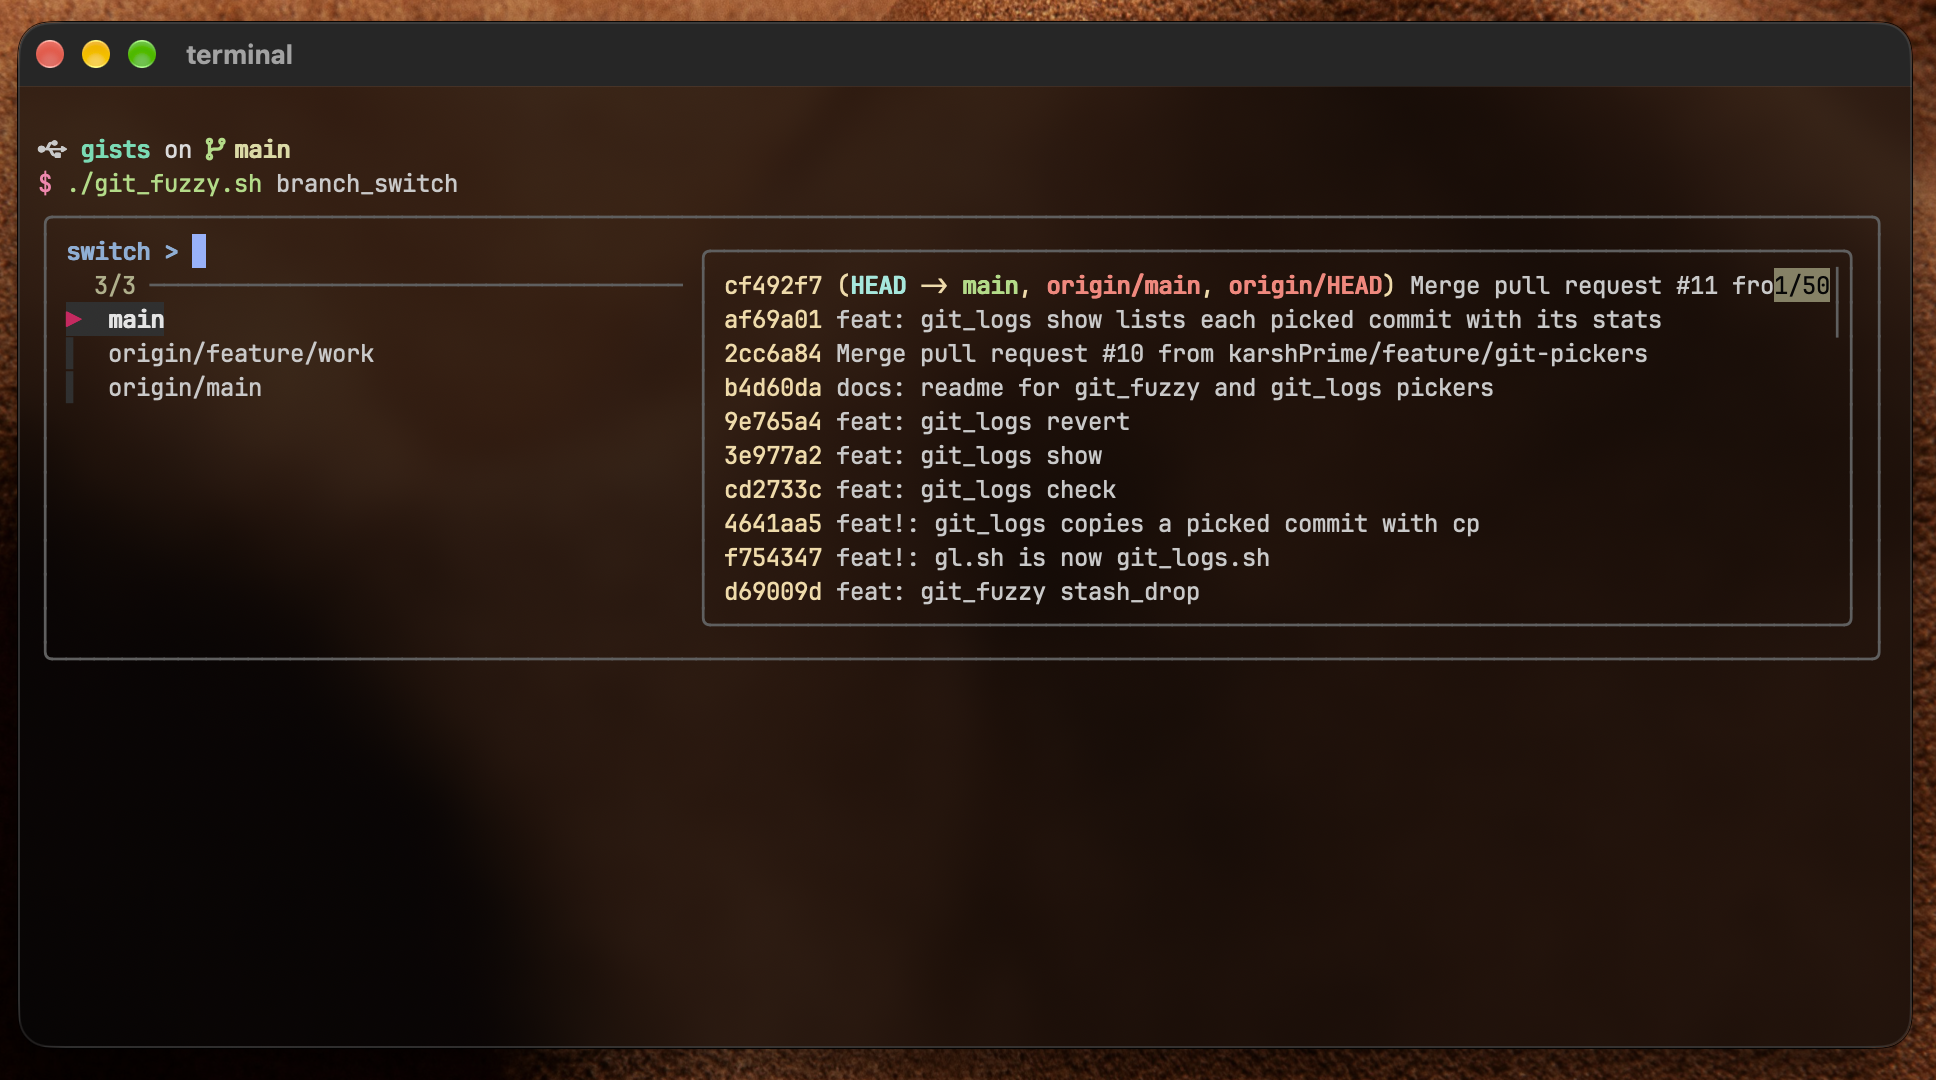 terminal
gists on main
$ ./git_fuzzy.sh branch_switch
switch >
3/3
main
origin/feature/work
origin/main
cf492f7 (HEAD -> main, origin/main, origin/HEAD) Merge pull request #11 fro 1/50
af69a01 feat: git_logs show lists each picked commit with its stats
2cc6a84 Merge pull request #10 from karshPrime/feature/git-pickers
b4d60da docs: readme for git_fuzzy and git_logs pickers
9e765a4 feat: git_logs revert
3e977a2 feat: git_logs show
cd2733c feat: git_logs check
4641aa5 feat!: git_logs copies a picked commit with cp
f754347 feat!: gl.sh is now git_logs.sh
d69009d feat: git_fuzzy stash_drop